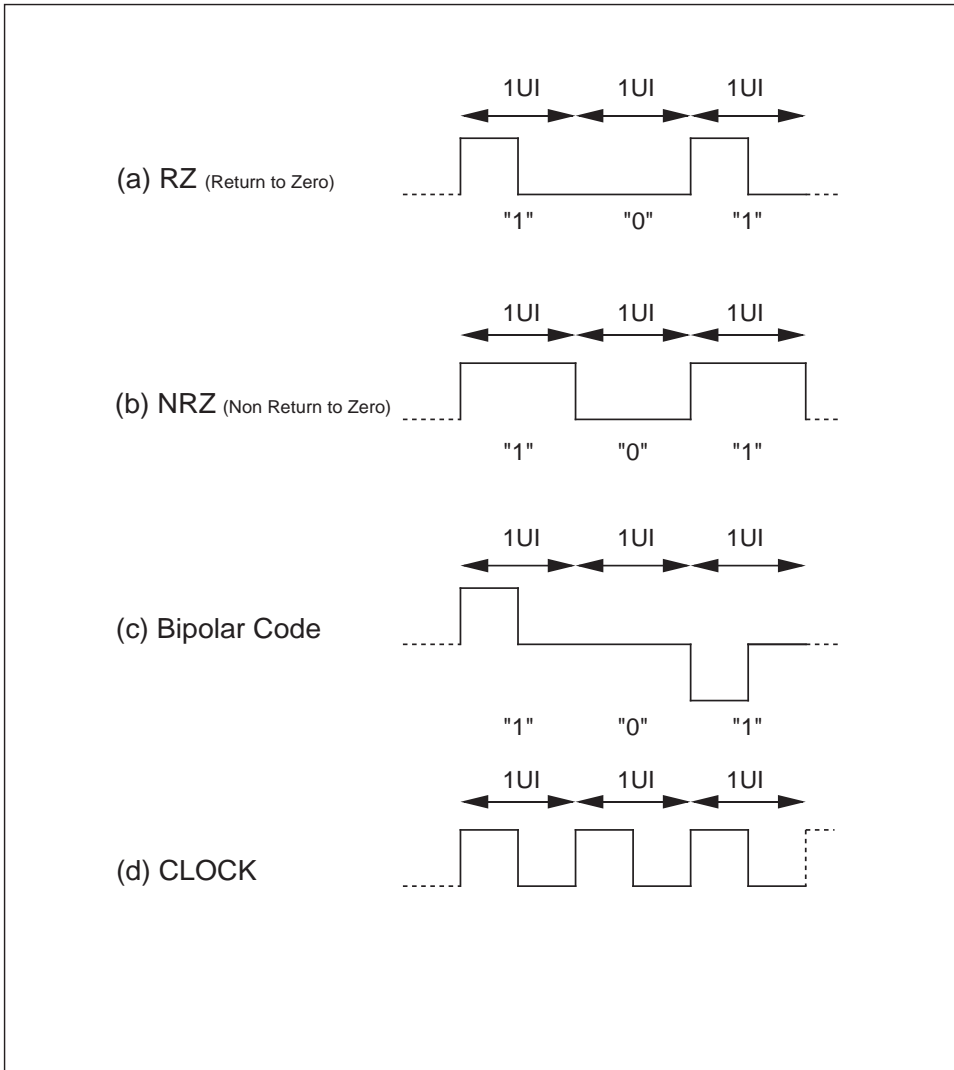 1UI 1UI 1UI
(a) RZ (Return to Zero)
"1" "0" "1"
1UI 1UI 1UI
(b) NRZ (Non Return to Zero)
"1" "0" "1"
1UI 1UI 1UI
(c) Bipolar Code
"1" "0" "1"
1UI 1UI 1UI
(d) CLOCK